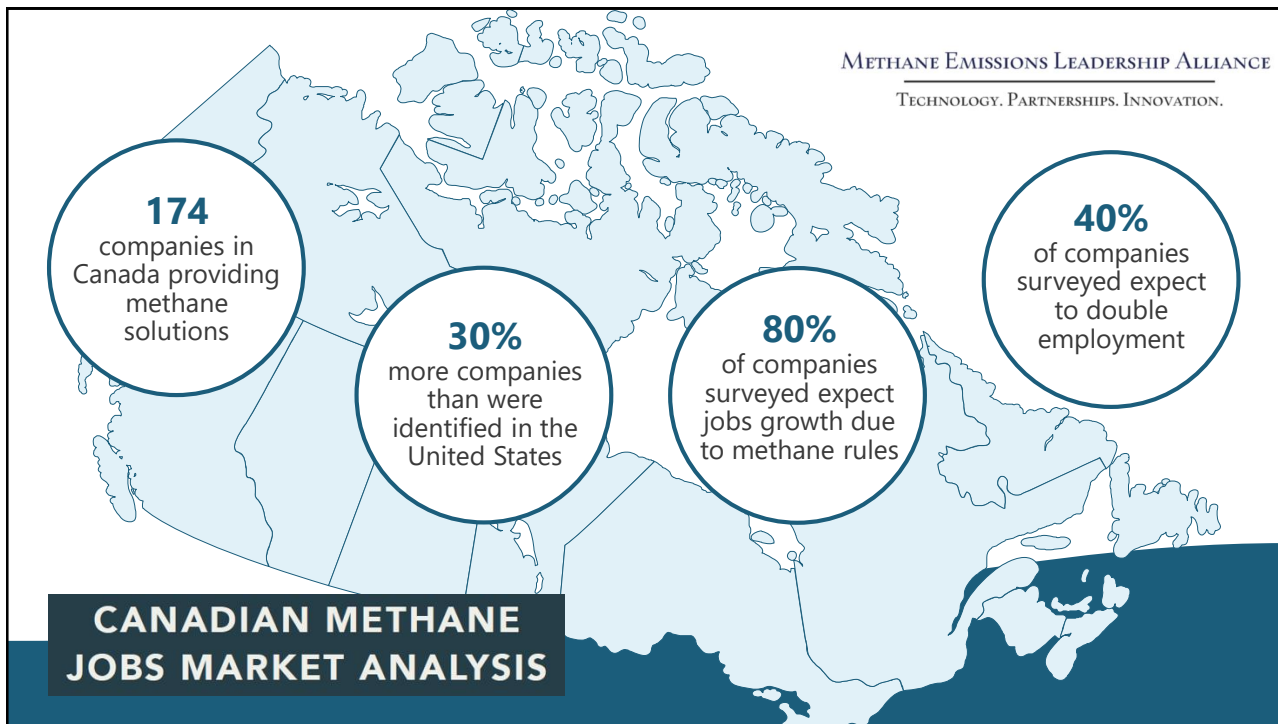 METHANE EMISSIONS LEADERSHIP ALLIANCE
TECHNOLOGY. PARTNERSHIPS. INNOVATION.
174
companies in
Canada providing
methane
solutions
30%
more companies
than were
identified in the
United States
80%
of companies
surveyed expect
jobs growth due
to methane rules
40%
of companies
surveyed expect
to double
employment
CANADIAN METHANE
JOBS MARKET ANALYSIS